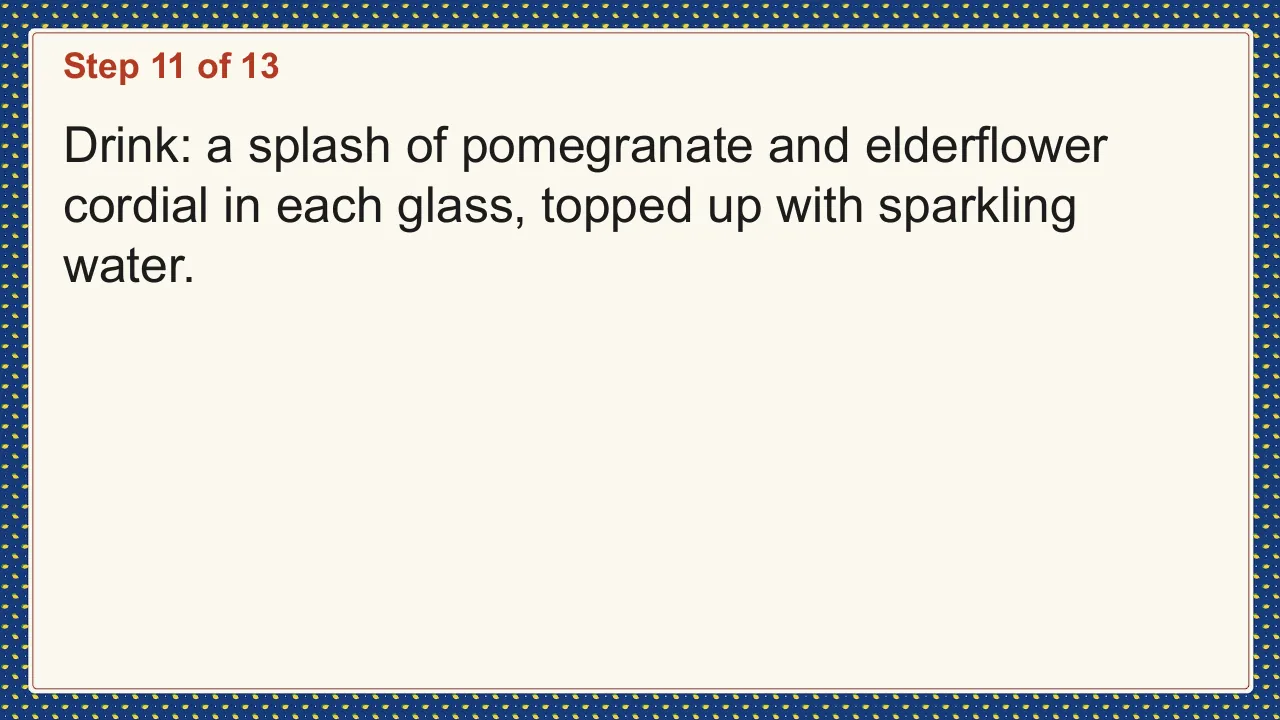 Step 11 of 13
Drink: a splash of pomegranate and elderflower
cordial in each glass, topped up with sparkling
water.